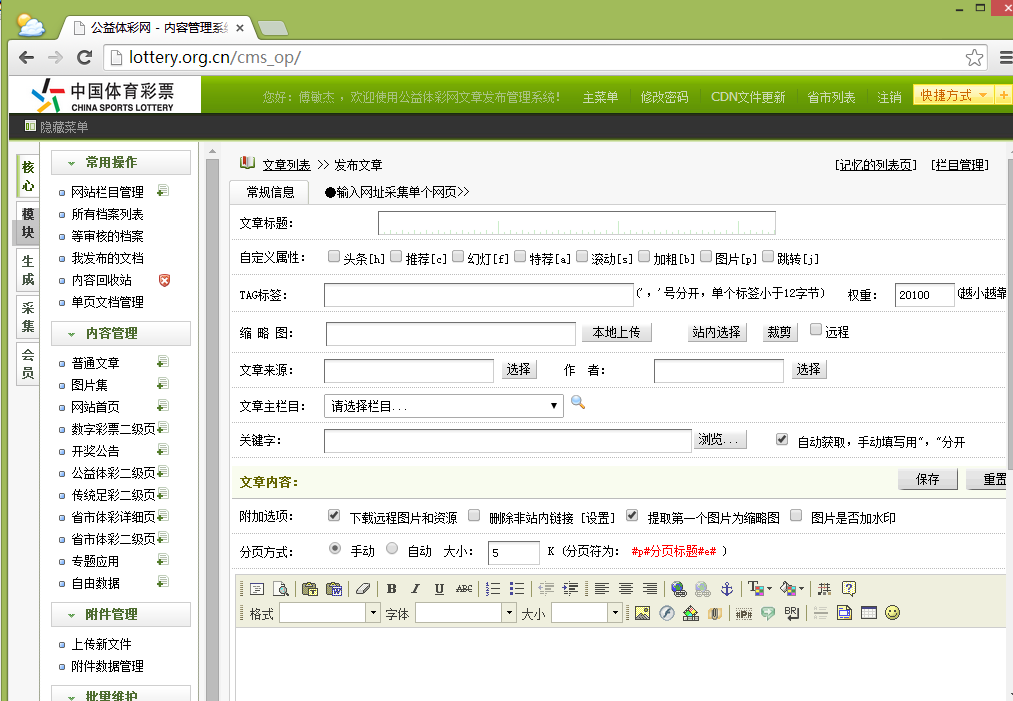 公益体彩网 - 内容管理系统
lottery.org.cn/cms_op/
中国体育彩票
CHINA SPORTS LOTTERY
您好：傅敏杰 ，欢迎使用公益体彩网文章发布管理系统！ 主菜单 修改密码 CDN文件更新 省市列表 注销 快捷方式
隐藏菜单
核心
模块
生成
采集
会员
常用操作
网站栏目管理
所有档案列表
等审核的档案
我发布的文档
内容回收站
单页文档管理
内容管理
普通文章
图片集
网站首页
数字彩票二级页
开奖公告
公益体彩二级页
传统足彩二级页
省市体彩详细页
省市体彩二级页
专题应用
自由数据
附件管理
上传新文件
附件数据管理
批量维护
文章列表 >> 发布文章 [记忆的列表页] [栏目管理]
常规信息 ●输入网址采集单个网页>>
文章标题：
自定义属性： 头条[h] 推荐[c] 幻灯[f] 特荐[a] 滚动[s] 加粗[b] 图片[p] 跳转[j]
TAG标签： (','号分开，单个标签小于12字节) 权重： 20100 (越小越靠
缩 略 图： 本地上传 站内选择 裁剪 远程
文章来源： 选择 作 者： 选择
文章主栏目： 请选择栏目...
关键字： 浏览... 自动获取，手动填写用","分开
文章内容： 保存 重置
附加选项： 下载远程图片和资源 删除非站内链接 [设置] 提取第一个图片为缩略图 图片是否加水印
分页方式： 手动 自动 大小： 5 K (分页符为： #p#分页标题#e# )
B I U ABC
格式 字体 大小